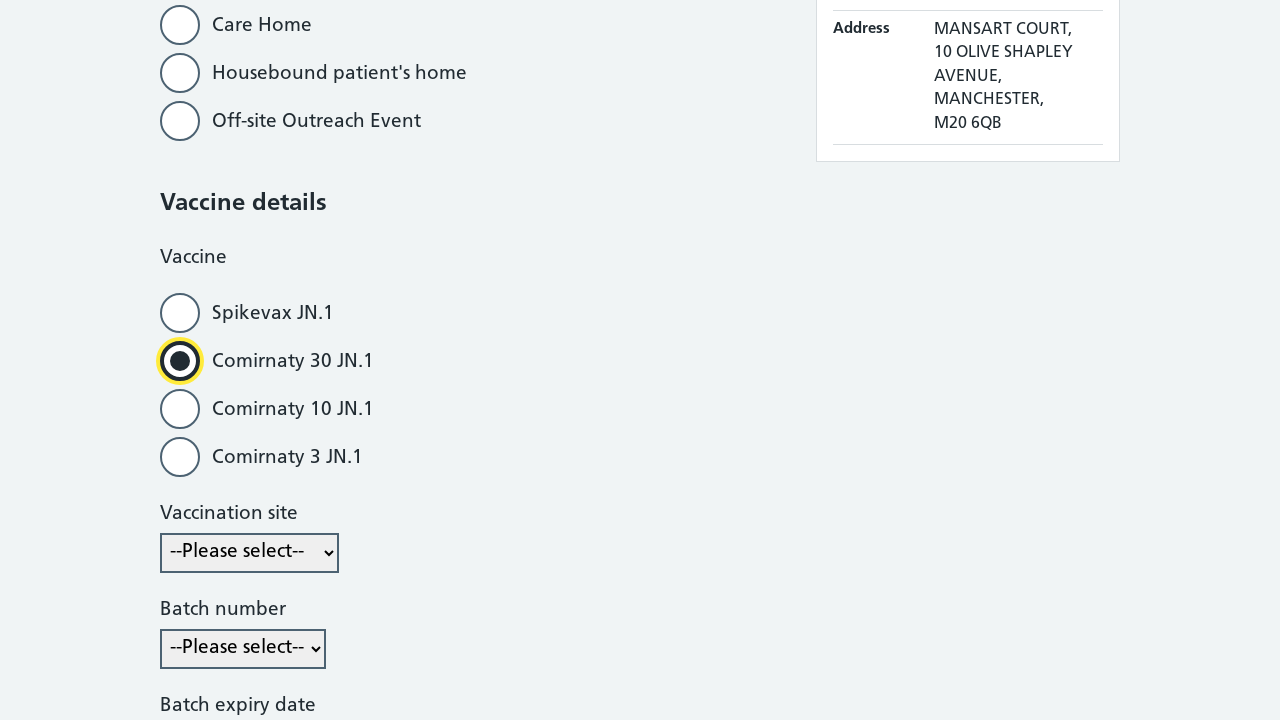 Care Home
Housebound patient's home
Off-site Outreach Event
Address
MANSART COURT,
10 OLIVE SHAPLEY
AVENUE,
MANCHESTER,
M20 6QB
Vaccine details
Vaccine
Spikevax JN.1
Comirnaty 30 JN.1
Comirnaty 10 JN.1
Comirnaty 3 JN.1
Vaccination site
--Please select--
Batch number
--Please select--
Batch expiry date